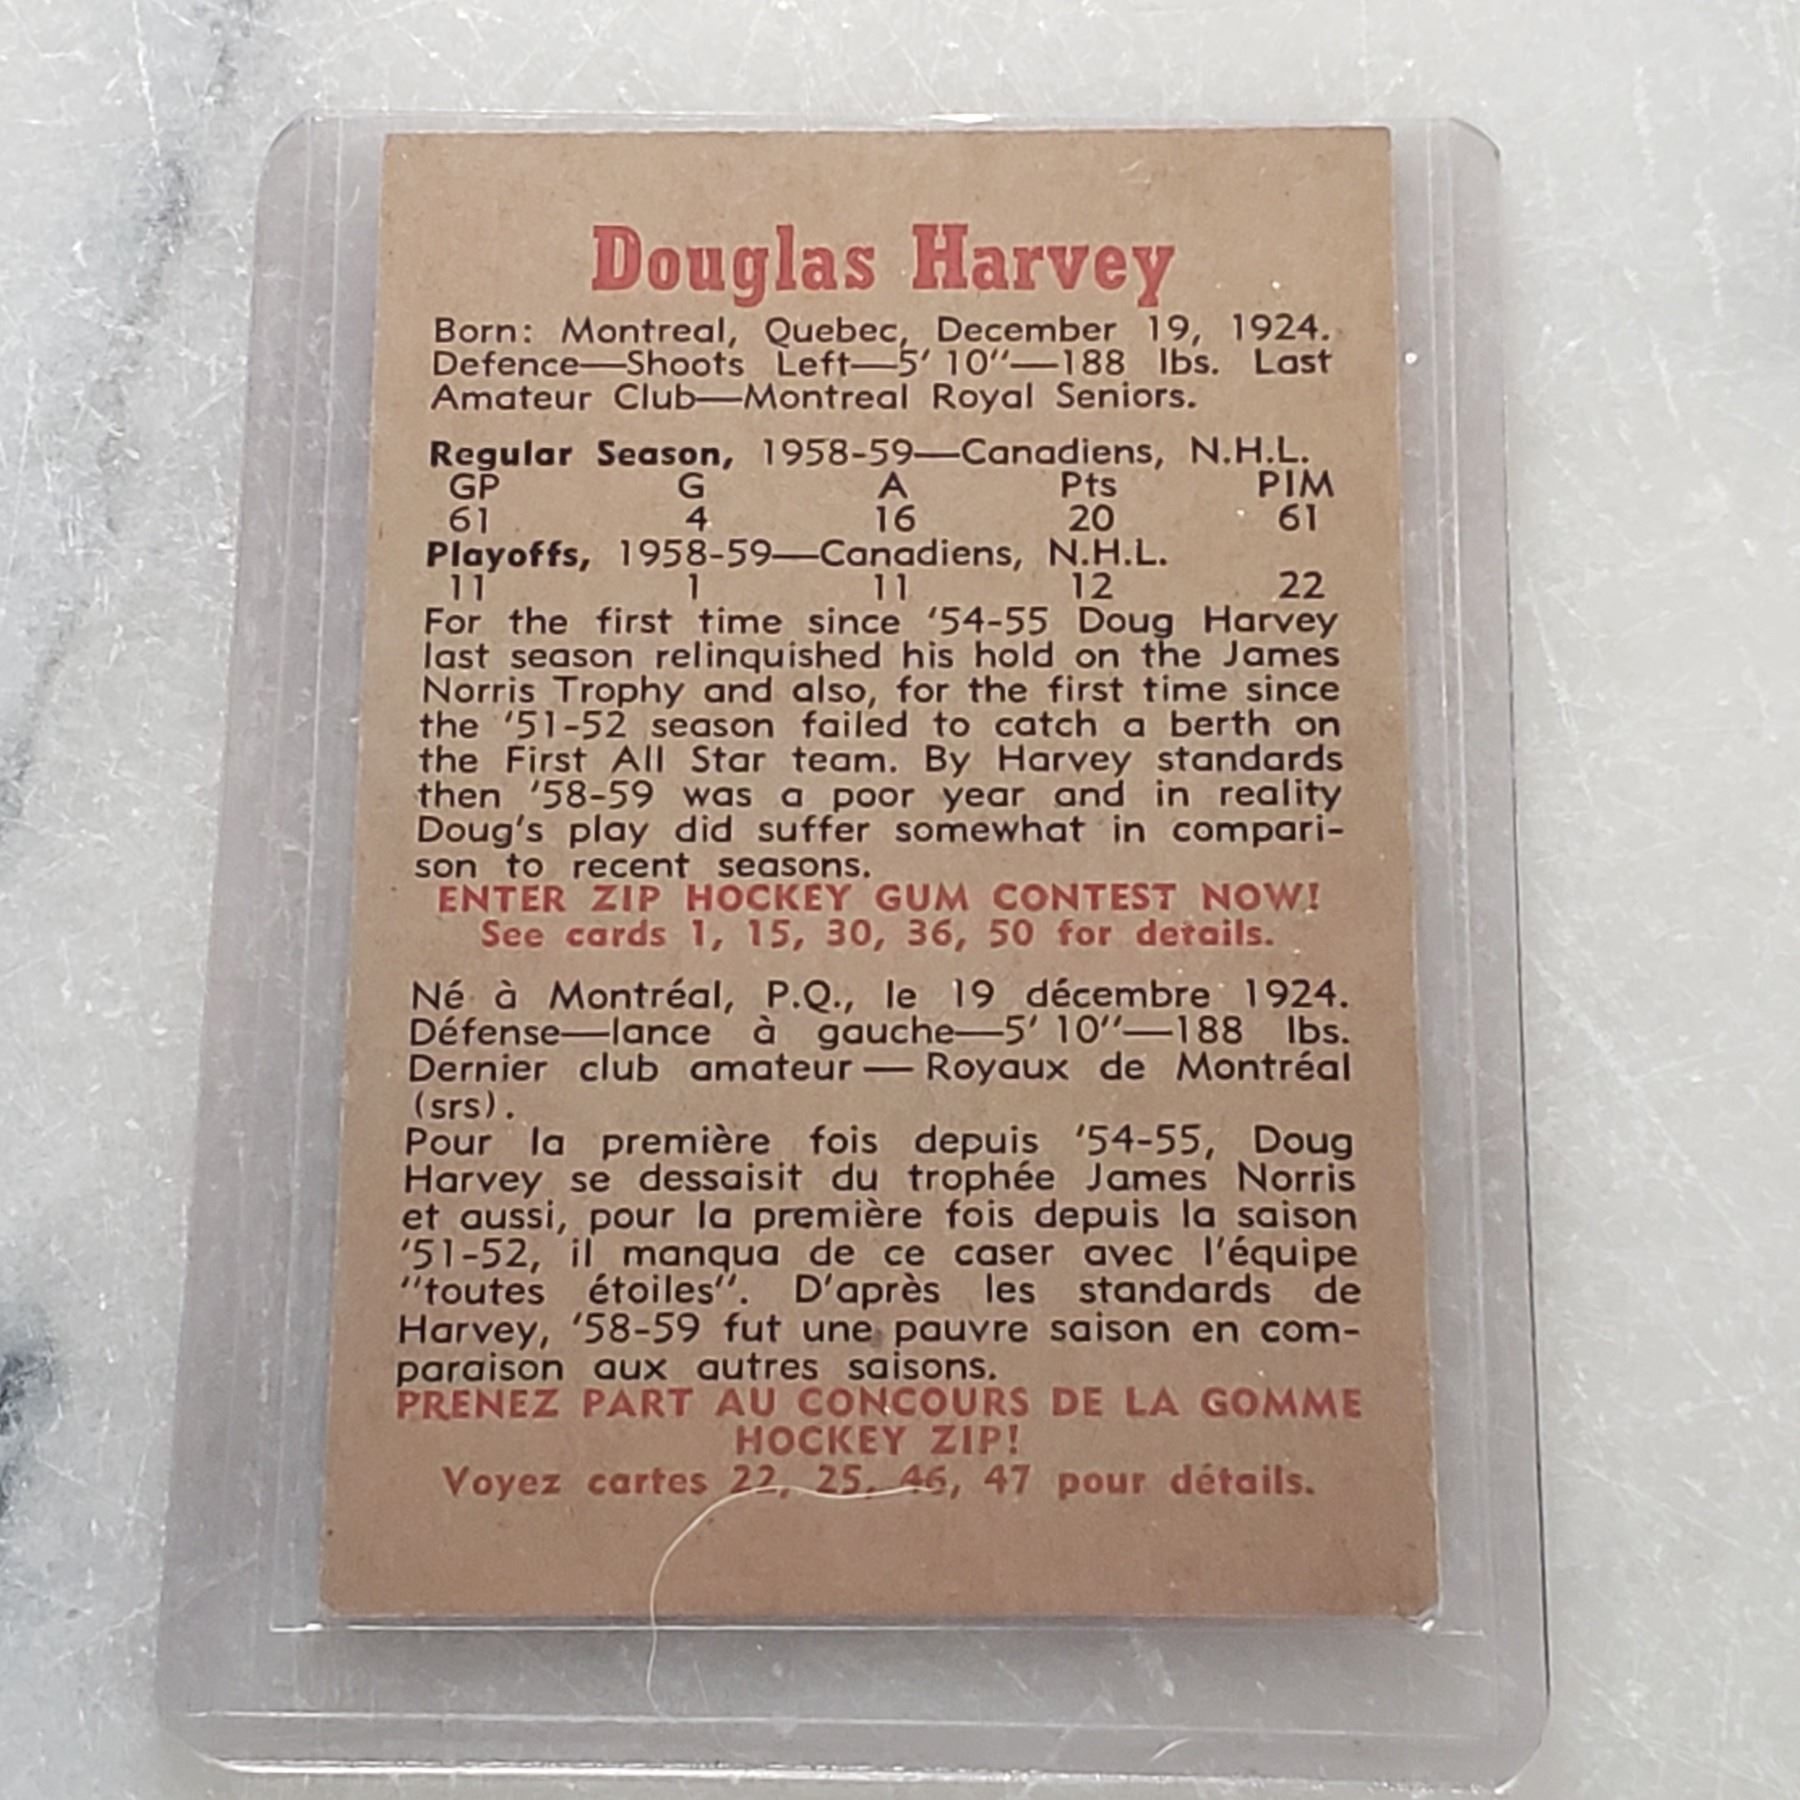 Douglas Harvey
Born: Montreal, Quebec, December 19, 1924.
Defence—Shoots Left—5' 10''—188 lbs. Last
Amateur Club—Montreal Royal Seniors.
Regular Season, 1958-59—Canadiens, N.H.L.
GP G A Pts PIM
61 4 16 20 61
Playoffs, 1958-59—Canadiens, N.H.L.
11 1 11 12 22
For the first time since '54-55 Doug Harvey
last season relinquished his hold on the James
Norris Trophy and also, for the first time since
the '51-52 season failed to catch a berth on
the First All Star team. By Harvey standards
then '58-59 was a poor year and in reality
Doug's play did suffer somewhat in compari-
son to recent seasons.
ENTER ZIP HOCKEY GUM CONTEST NOW!
See cards 1, 15, 30, 36, 50 for details.
Né à Montréal, P.Q., le 19 décembre 1924.
Défense—lance à gauche—5' 10''—188 lbs.
Dernier club amateur — Royaux de Montréal
(srs).
Pour la première fois depuis '54-55, Doug
Harvey se dessaisit du trophée James Norris
et aussi, pour la première fois depuis la saison
'51-52, il manqua de ce caser avec l'équipe
''toutes étoiles''. D'après les standards de
Harvey, '58-59 fut une pauvre saison en com-
paraison aux autres saisons.
PRENEZ PART AU CONCOURS DE LA GOMME
HOCKEY ZIP!
Voyez cartes 22, 25, 46, 47 pour détails.